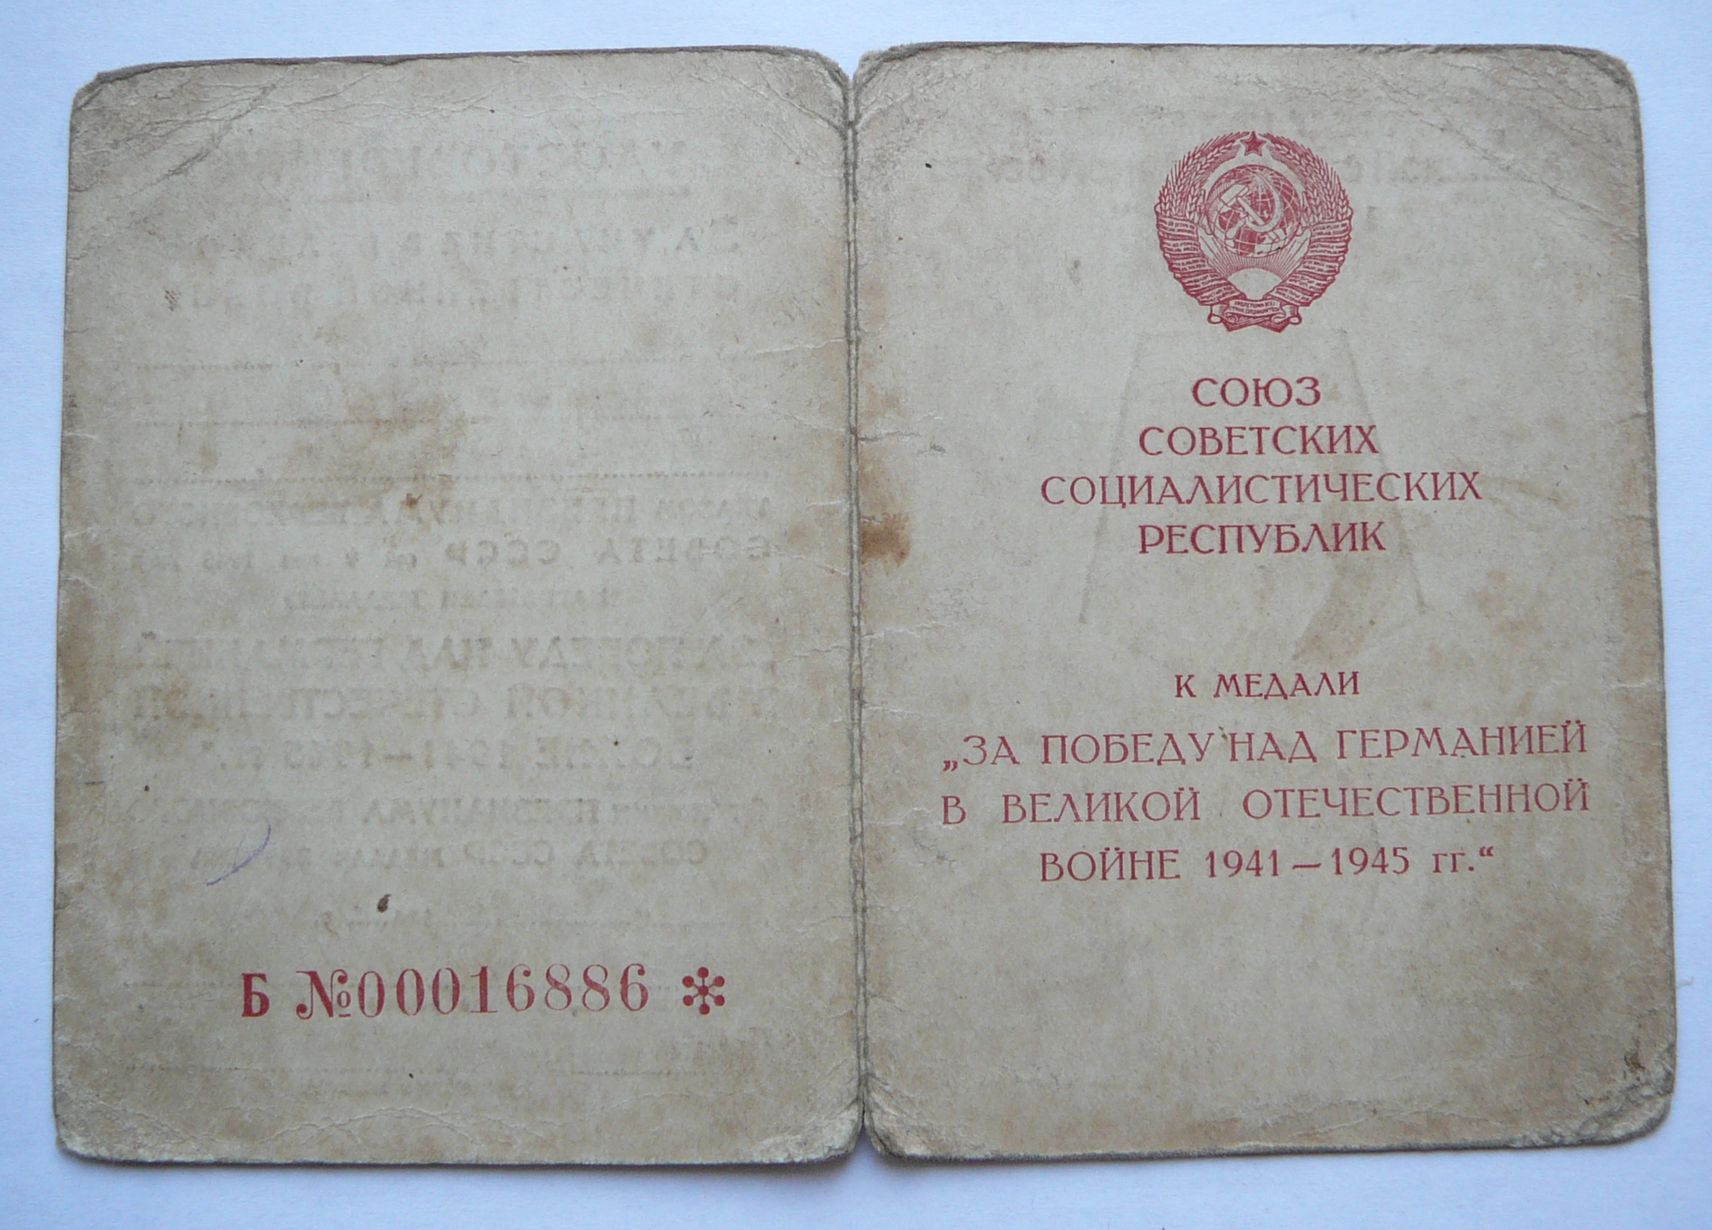 Б №00016886 *
СОЮЗ
СОВЕТСКИХ
СОЦИАЛИСТИЧЕСКИХ
РЕСПУБЛИК
К МЕДАЛИ
„ЗА ПОБЕДУ НАД ГЕРМАНИЕЙ
В ВЕЛИКОЙ ОТЕЧЕСТВЕННОЙ
ВОЙНЕ 1941 — 1945 гг.“